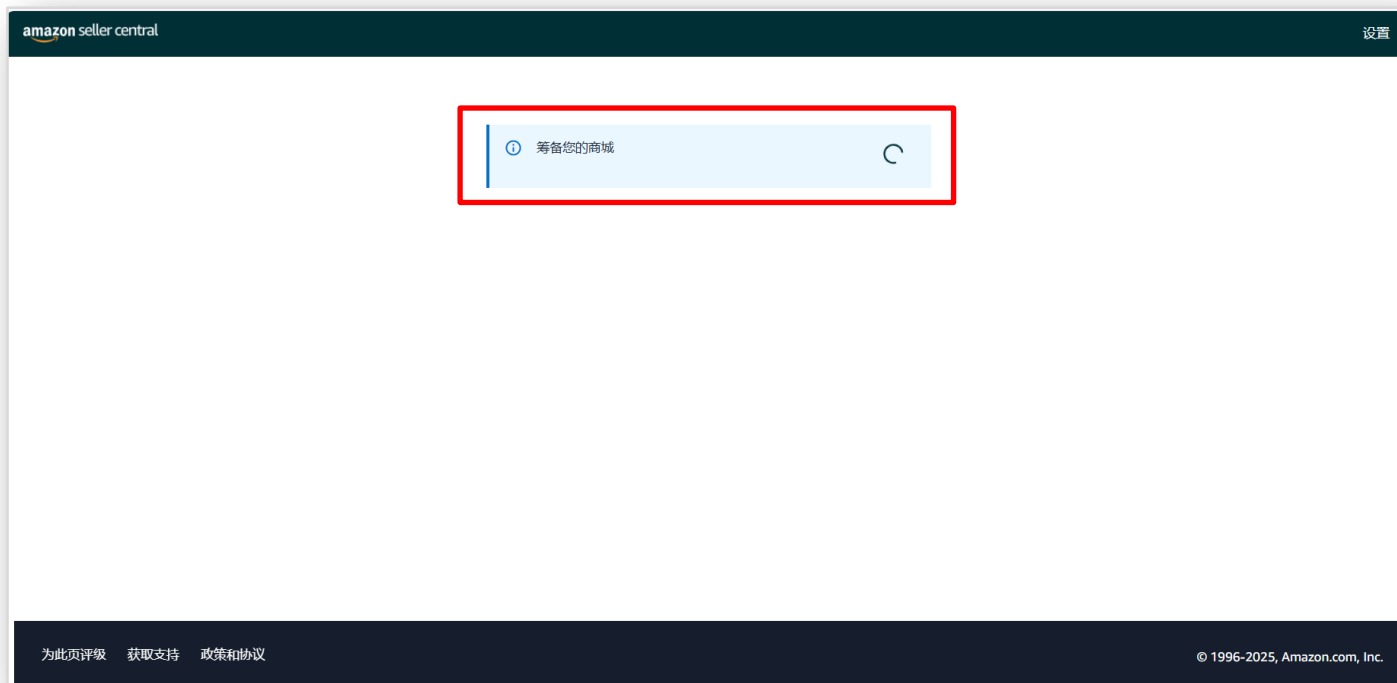 amazon seller central
设置
筹备您的商城
为此页评级 获取支持 政策和协议
© 1996-2025, Amazon.com, Inc.